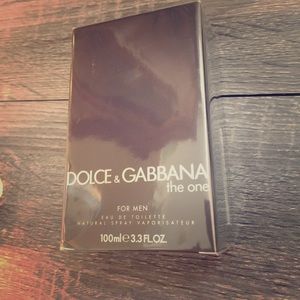 DOLCE & GABBANA
the one
FOR MEN
EAU DE TOILETTE
NATURAL SPRAY VAPORISATEUR
100ml e 3.3 FL.OZ.